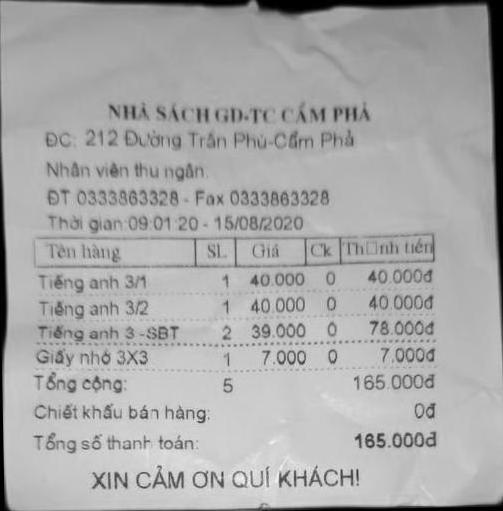 NHÀ SÁCH GD-TC CẨM PHẢ
ĐC: 212 Đường Trần Phú-Cẩm Phả
Nhân viên thu ngân:
ĐT 0333863328 - Fax 0333863328
Thời gian:09:01:20 - 15/08/2020
Tên hàng SL Giá Ck Th□nh tiền
Tiếng anh 3/1 1 40.000 0 40.000đ
Tiếng anh 3/2 1 40.000 0 40.000đ
Tiếng anh 3 -SBT 2 39.000 0 78.000đ
Giấy nhớ 3X3 1 7.000 0 7.000đ
Tổng cộng: 5 165.000đ
Chiết khấu bán hàng: 0đ
Tổng số thanh toán: 165.000đ
XIN CẢM ƠN QUÍ KHÁCH!